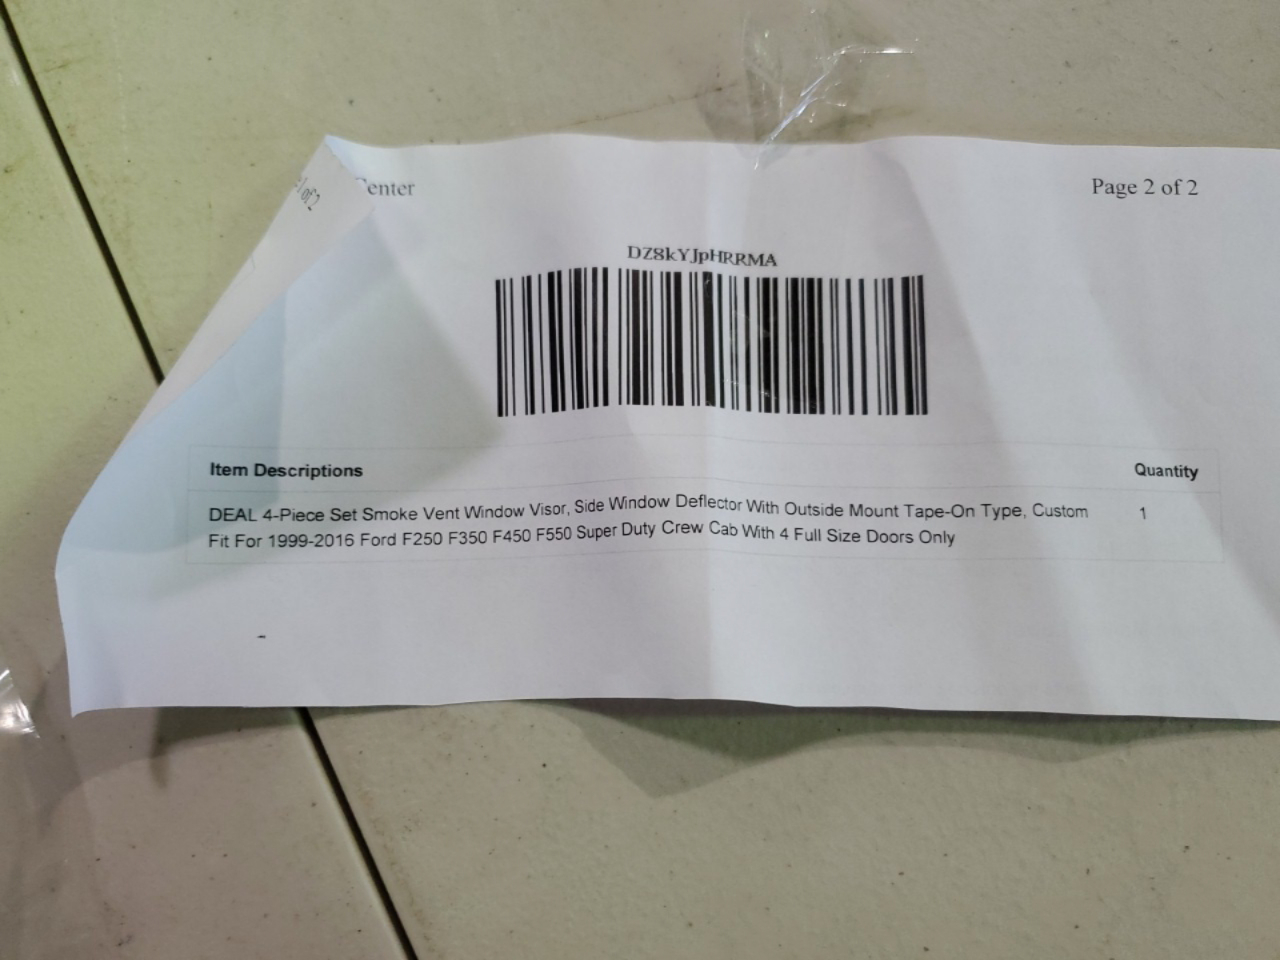 Center
Page 2 of 2
of 2
DZ8kYJpHRRMA
Item Descriptions
Quantity
DEAL 4-Piece Set Smoke Vent Window Visor, Side Window Deflector With Outside Mount Tape-On Type, Custom
1
Fit For 1999-2016 Ford F250 F350 F450 F550 Super Duty Crew Cab With 4 Full Size Doors Only